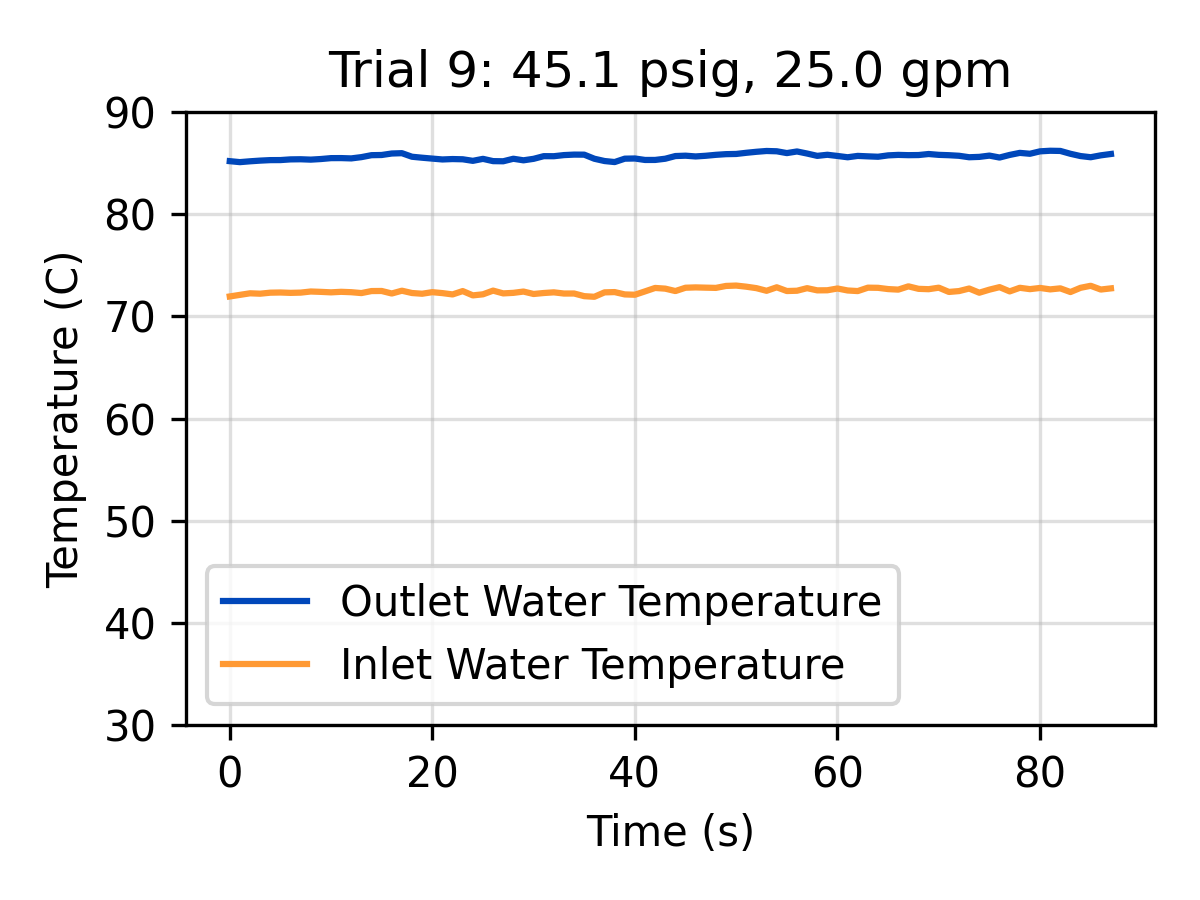 Trial 9: 45.1 psig, 25.0 gpm
90
80
70
60
50
40
30
Temperature (C)
Outlet Water Temperature
Inlet Water Temperature
0 20 40 60 80
Time (s)